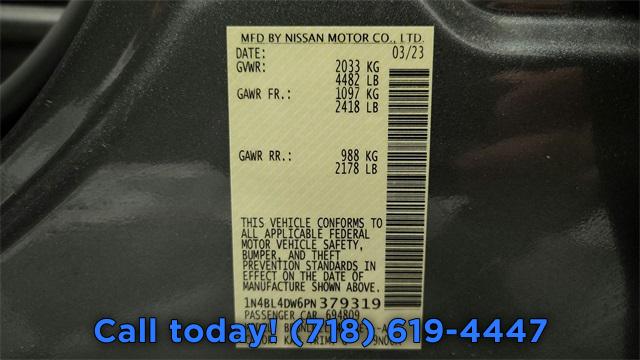 MFD BY NISSAN MOTOR CO., LTD.
DATE: 03/23
GVWR: 2033 KG
4482 LB
GAWR FR.: 1097 KG
2418 LB
GAWR RR.: 988 KG
2178 LB
THIS VEHICLE CONFORMS TO
ALL APPLICABLE FEDERAL
MOTOR VEHICLE SAFETY,
BUMPER, AND THEFT
PREVENTION STANDARDS IN
EFFECT ON THE DATE OF
MANUFACTURE SHOWN ABOVE.
1N4BL4DW6PN379319
PASSENGER CAR 694809
Call today! (718) 619-4447